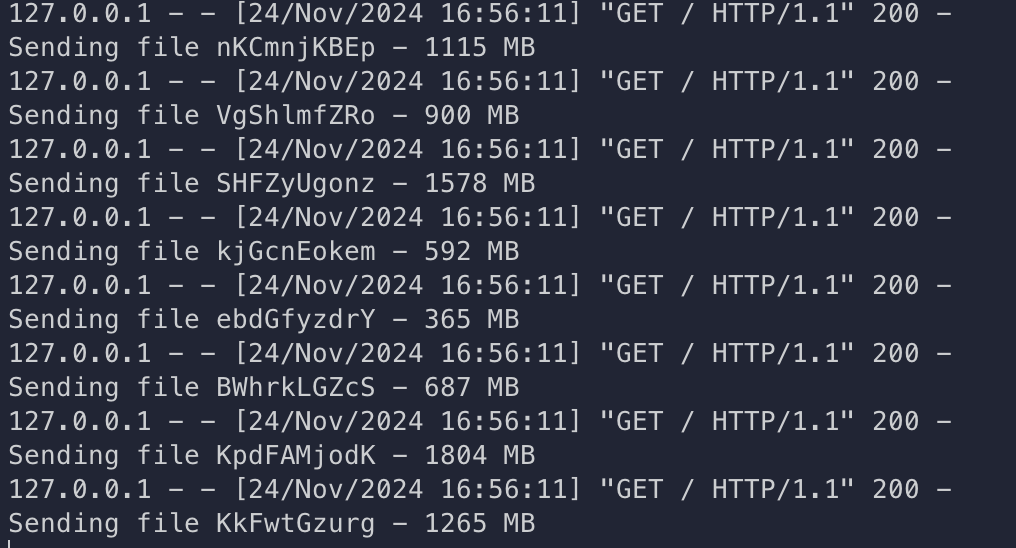 127.0.0.1 - - [24/Nov/2024 16:56:11] "GET / HTTP/1.1" 200 -
Sending file nKCmnjKBEp - 1115 MB
127.0.0.1 - - [24/Nov/2024 16:56:11] "GET / HTTP/1.1" 200 -
Sending file VgShlmfZRo - 900 MB
127.0.0.1 - - [24/Nov/2024 16:56:11] "GET / HTTP/1.1" 200 -
Sending file SHFZyUgonz - 1578 MB
127.0.0.1 - - [24/Nov/2024 16:56:11] "GET / HTTP/1.1" 200 -
Sending file kjGcnEokem - 592 MB
127.0.0.1 - - [24/Nov/2024 16:56:11] "GET / HTTP/1.1" 200 -
Sending file ebdGfyzdrY - 365 MB
127.0.0.1 - - [24/Nov/2024 16:56:11] "GET / HTTP/1.1" 200 -
Sending file BWhrkLGZcS - 687 MB
127.0.0.1 - - [24/Nov/2024 16:56:11] "GET / HTTP/1.1" 200 -
Sending file KpdFAMjodK - 1804 MB
127.0.0.1 - - [24/Nov/2024 16:56:11] "GET / HTTP/1.1" 200 -
Sending file KkFwtGzurg - 1265 MB